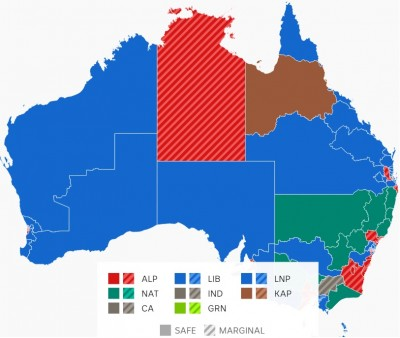 ALP LIB LNP
NAT IND KAP
CA GRN
SAFE MARGINAL